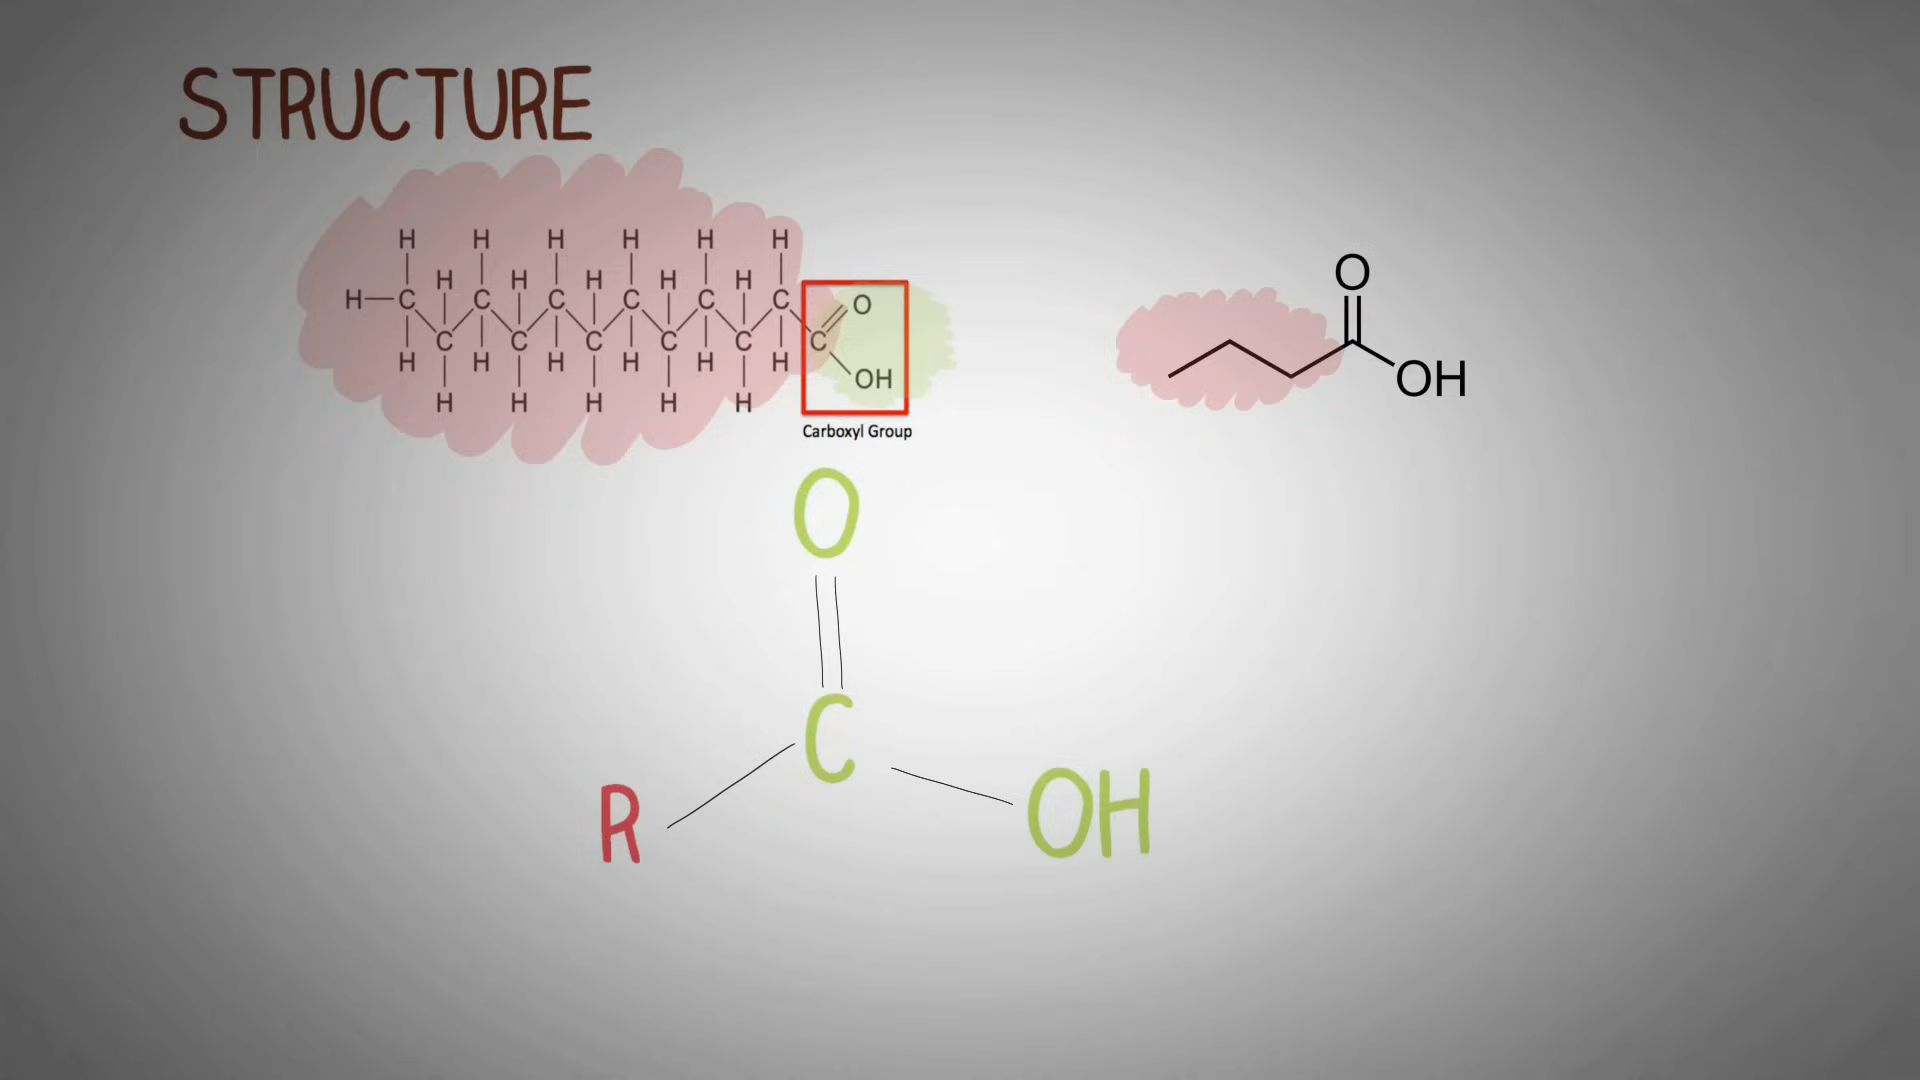 STRUCTURE
H H H H H H
H H H H H
H C C C C C C O
C C C C C C
H H H H H H
OH
H H H H H
Carboxyl Group
O
OH
O
C
R OH